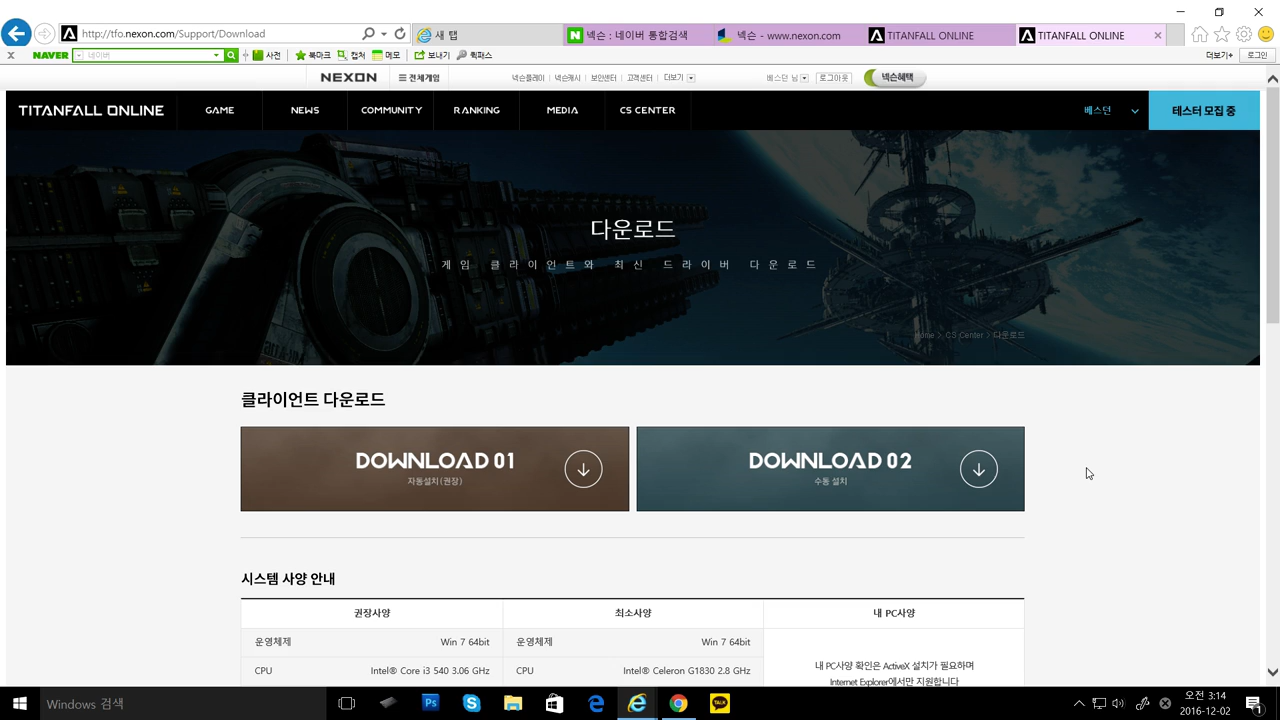 http://tfo.nexon.com/Support/Download
새 탭
넥슨 : 네이버 통합검색
넥슨 - www.nexon.com
TITANFALL ONLINE
TITANFALL ONLINE
x NAVER 네이버 사전 북마크 캡처 메모 보내기 퀵패스 더보기+ 로그인
NEXON 전체게임 넥슨플레이 넥슨캐시 보안센터 고객센터 더보기 베스던 님 로그아웃 넥슨혜택
TITANFALL ONLINE GAME NEWS COMMUNITY RANKING MEDIA CS CENTER 베스던 테스터 모집 중
다운로드
게임 클라이언트와 최신 드라이버 다운로드
Home > CS Center > 다운로드
클라이언트 다운로드
DOWNLOAD 01
자동설치(권장)
DOWNLOAD 02
수동 설치
시스템 사양 안내
권장사양 최소사양 내 PC사양
운영체제 Win 7 64bit 운영체제 Win 7 64bit
CPU Intel® Core i3 540 3.06 GHz CPU Intel® Celeron G1830 2.8 GHz
내 PC사양 확인은 ActiveX 설치가 필요하며
Internet Explorer에서만 지원합니다
Windows 검색
Ps
TALK
오전 3:14
2016-12-02
1